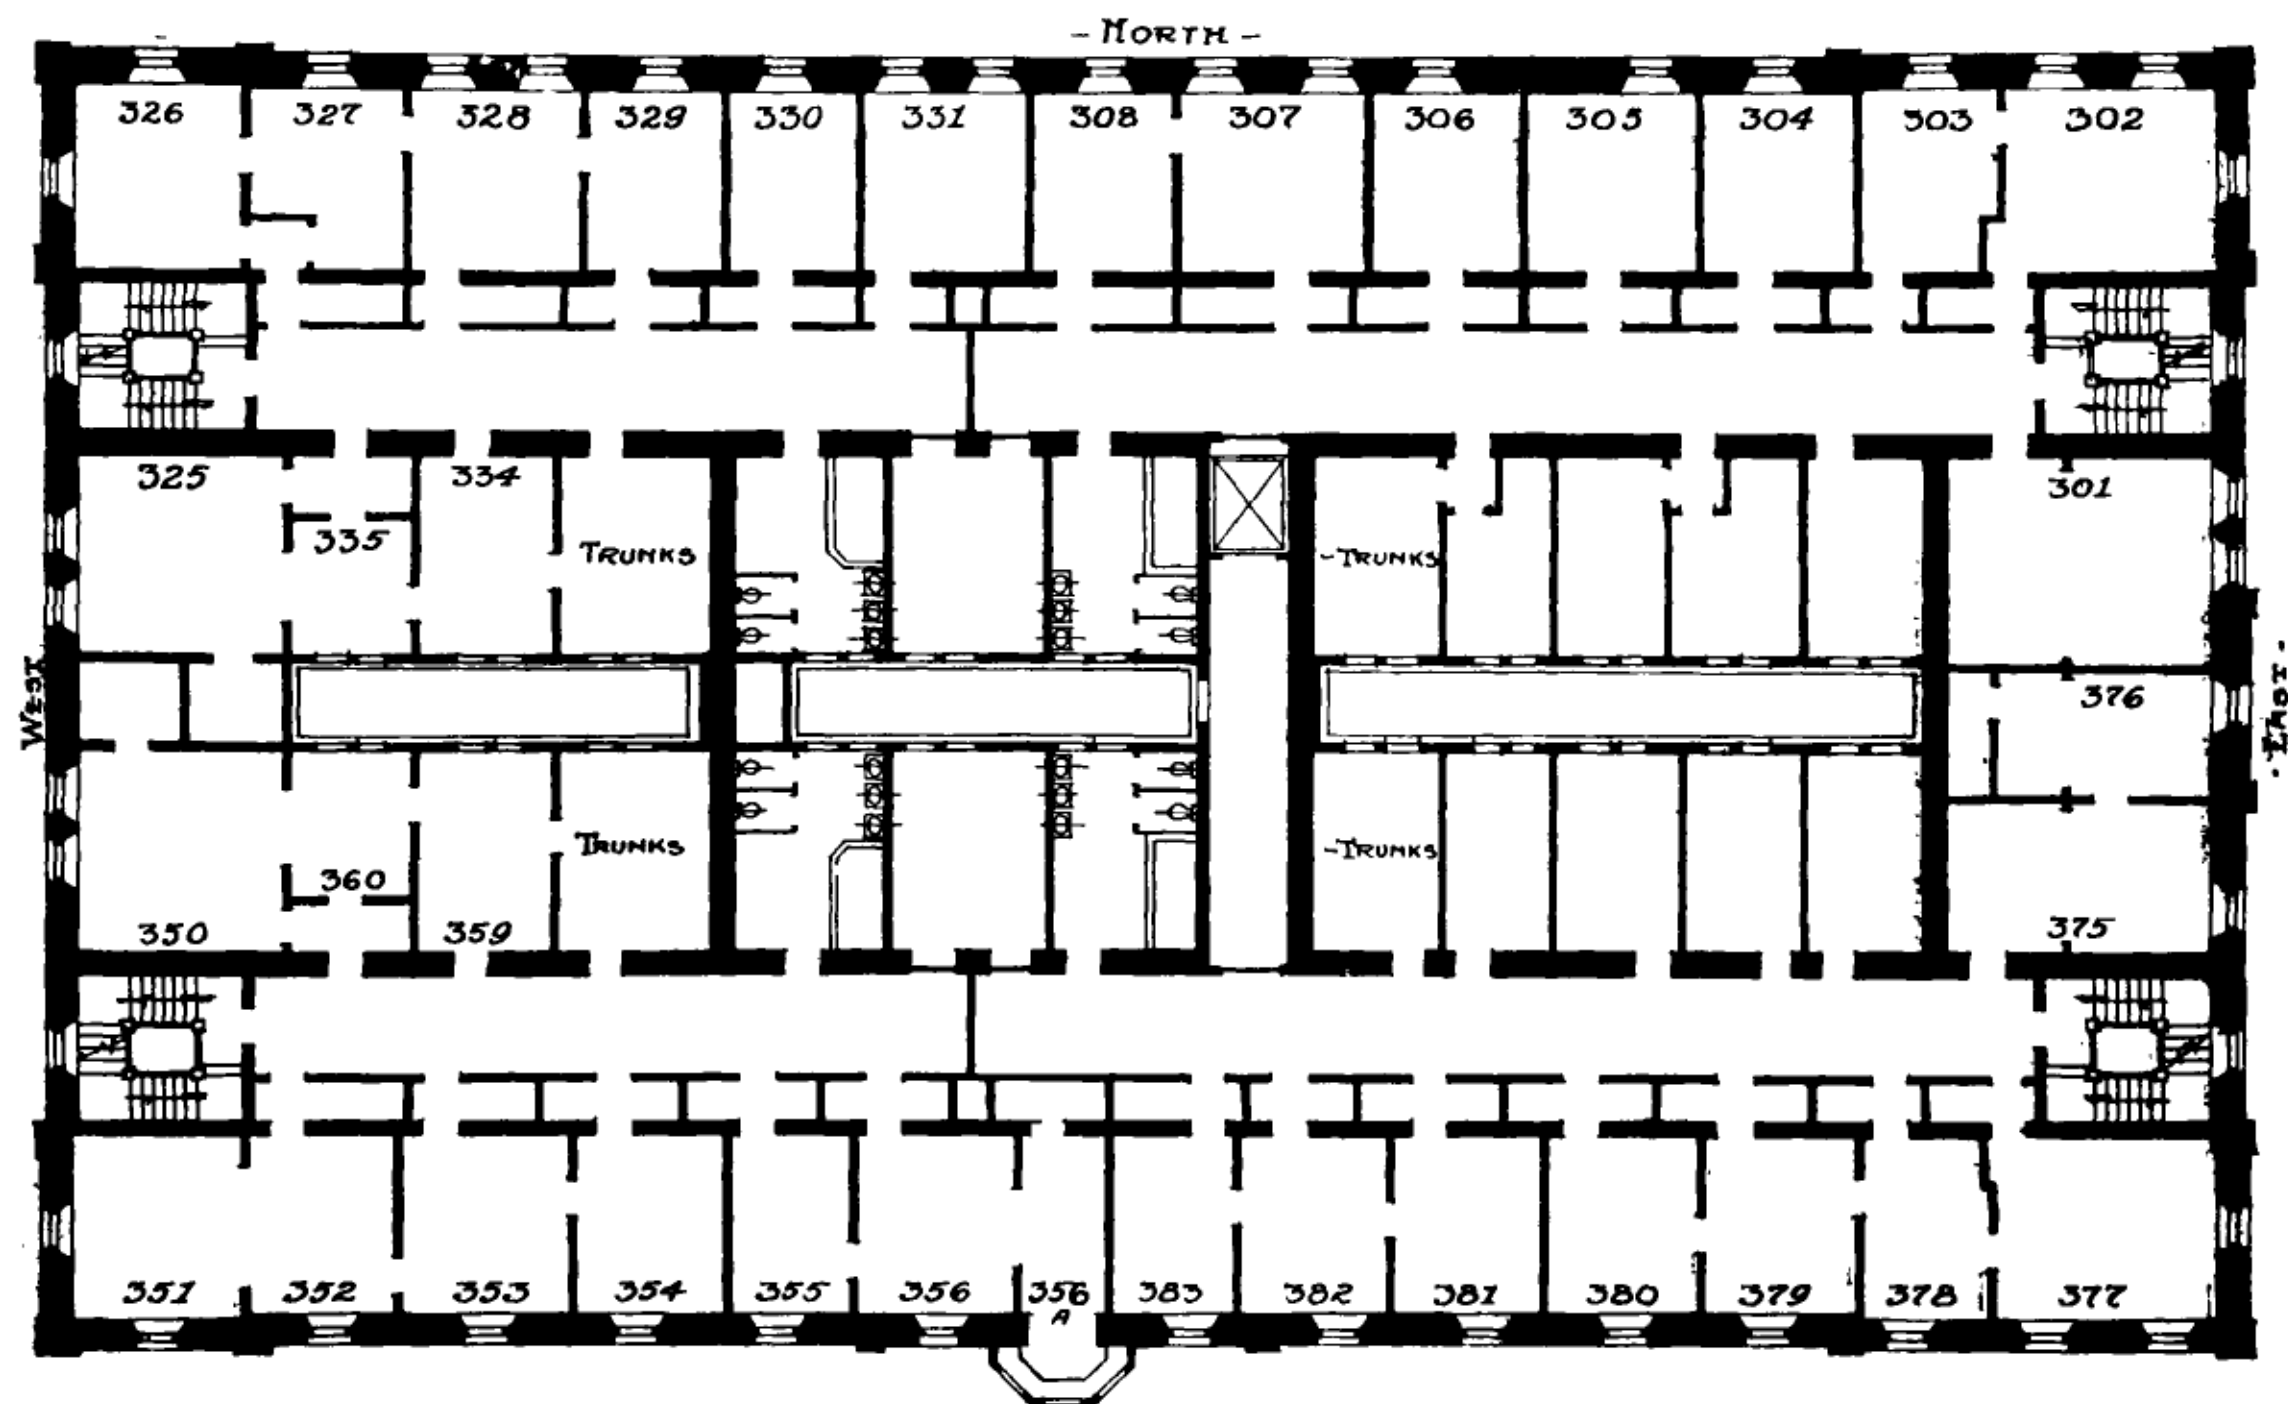 - NORTH -
326 327 328 329 330 331 308 307 306 305 304 303 302
325 334 301
335 TRUNKS -TRUNKS
WEST 376 - EAST -
TRUNKS -TRUNKS
360
350 359 375
351 352 353 354 355 356 356 383 382 381 380 379 378 377
A